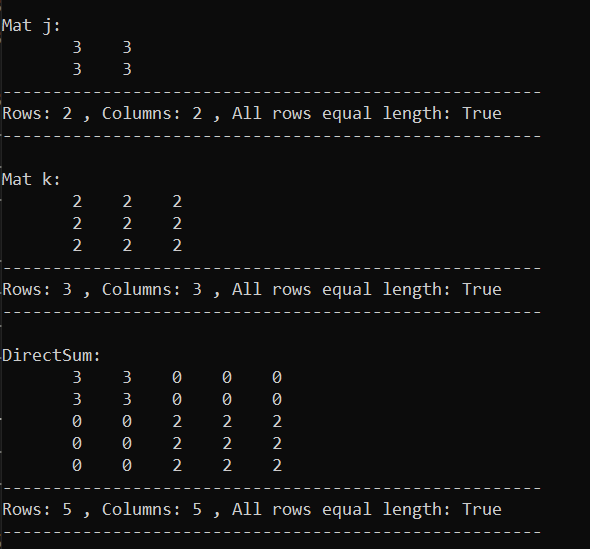 Mat j:
       3    3
       3    3
------------------------------------------------------
Rows: 2 , Columns: 2 , All rows equal length: True
------------------------------------------------------
Mat k:
       2    2    2
       2    2    2
       2    2    2
------------------------------------------------------
Rows: 3 , Columns: 3 , All rows equal length: True
------------------------------------------------------
DirectSum:
       3    3    0    0    0
       3    3    0    0    0
       0    0    2    2    2
       0    0    2    2    2
       0    0    2    2    2
------------------------------------------------------
Rows: 5 , Columns: 5 , All rows equal length: True
------------------------------------------------------